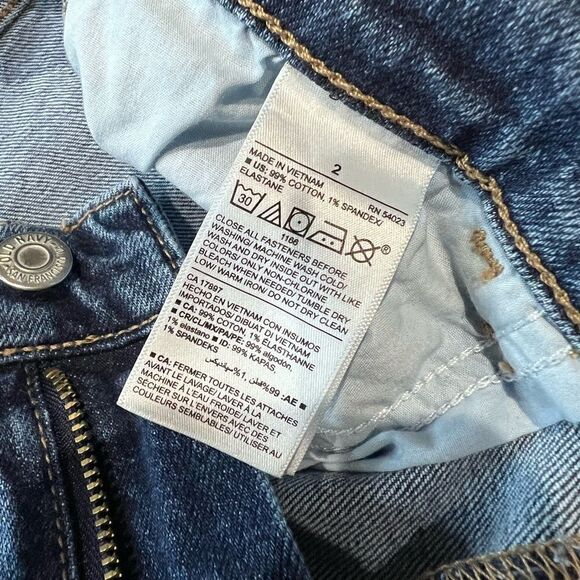 OLD NAVY
SAN FRANCISCO
2
MADE IN VIETNAM
RN 54023
■ US: 99% COTTON, 1% SPANDEX/
ELASTANE
30
1166
CLOSE ALL FASTENERS BEFORE
WASHING/MACHINE WASH COLD/
WASH AND DRY INSIDE OUT WITH LIKE
COLORS/ONLY NON-CHLORINE
BLEACH WHEN NEEDED/TUMBLE DRY
LOW/ WARM IRON/ DO NOT DRY CLEAN
CA 17897
HECHO EN VIETNAM CON INSUMOS
IMPORTADOS/ DIBUAT DI VIETNAM
■ CA: 99% COTON, 1% ELASTHANNE
■ CR/CL/MX/PA/PE: 99% algodón,
1% elastano ■ ID: 99% KAPAS,
1% SPANDEKS
:AE ■
■ CA: FERMER TOUTES LES ATTACHES
AVANT LE LAVAGE/ LAVER À LA
MACHINE À L'EAU FROIDE/ LAVER ET
SÉCHER SUR L'ENVERS AVEC DES
COULEURS SEMBLABLES/ UTILISER AU